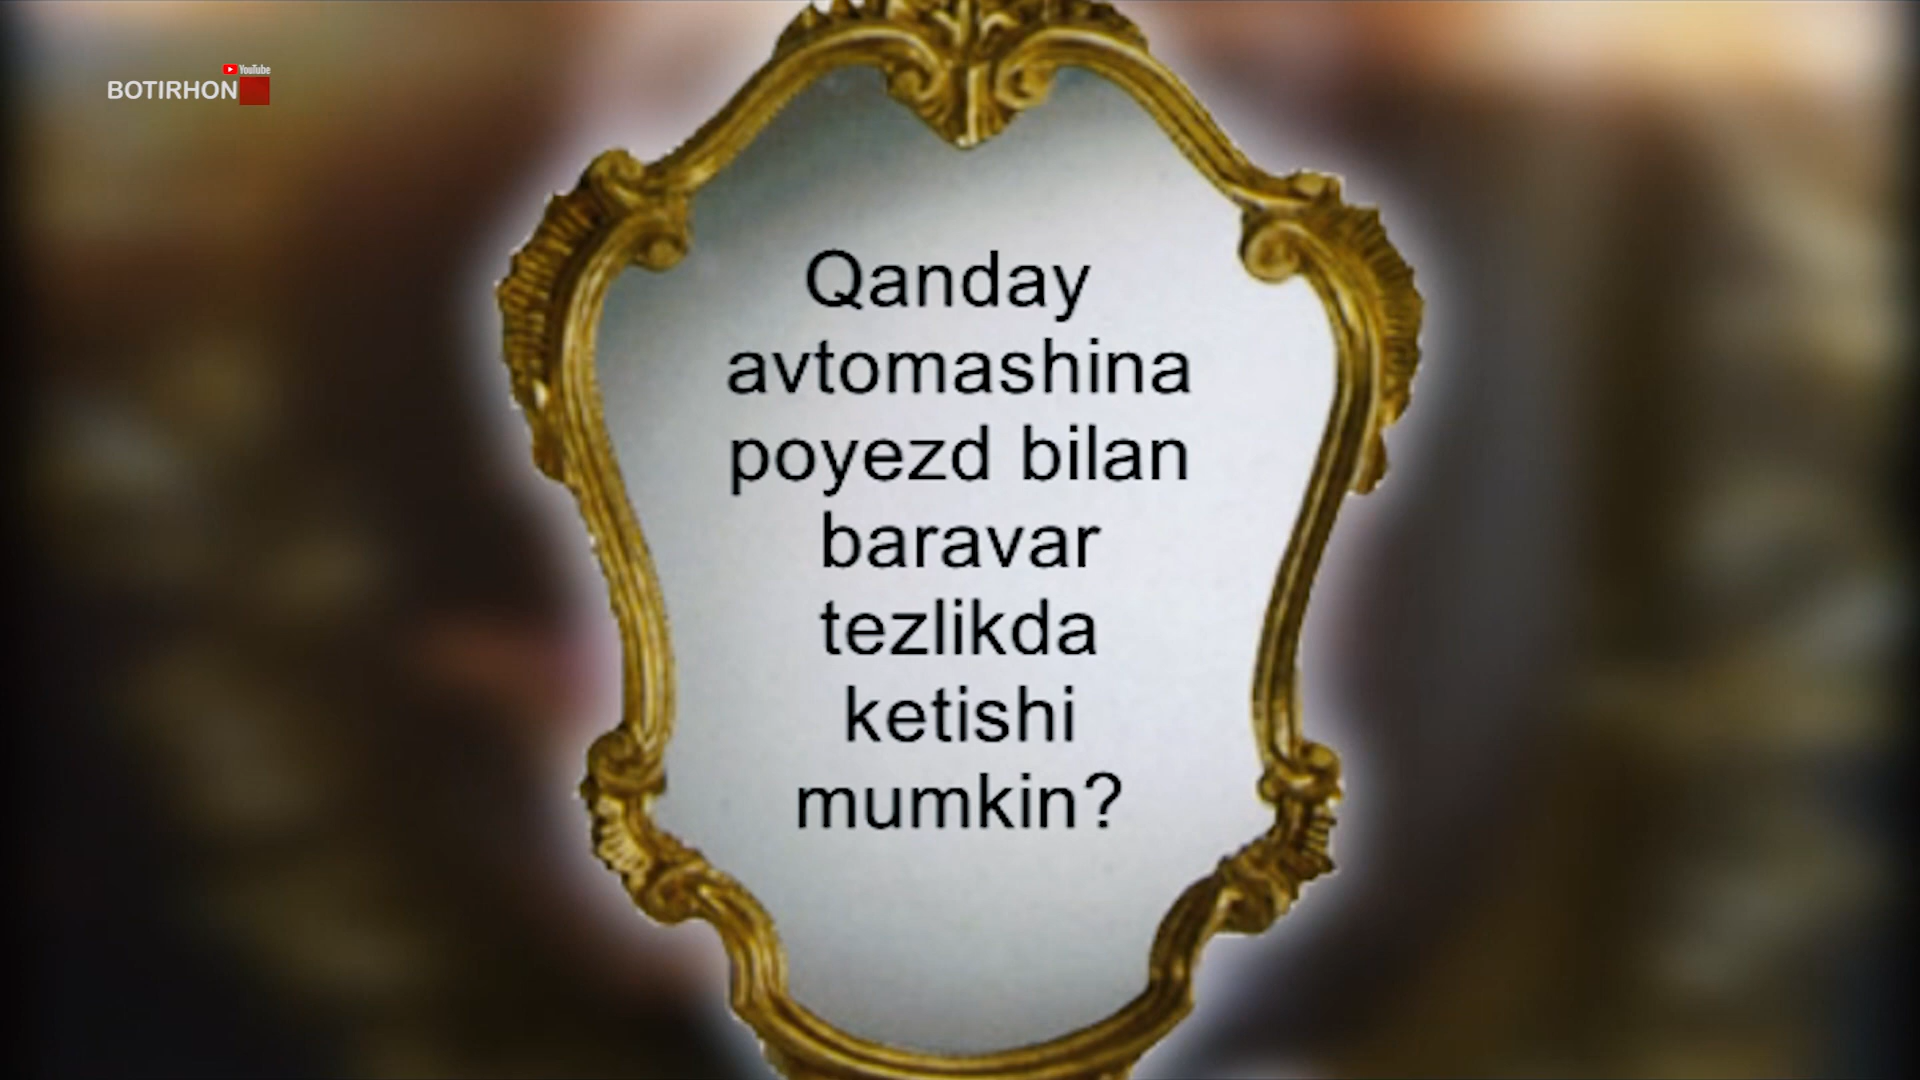 YouTube
BOTIRHON
Qanday
avtomashina
poyezd bilan
baravar
tezlikda
ketishi
mumkin?